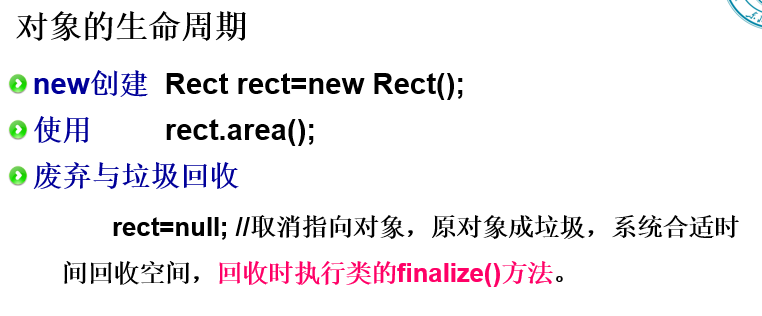 对象的生命周期
new创建 Rect rect=new Rect();
使用 rect.area();
废弃与垃圾回收
rect=null; //取消指向对象，原对象成垃圾，系统合适时
间回收空间，回收时执行类的finalize()方法。